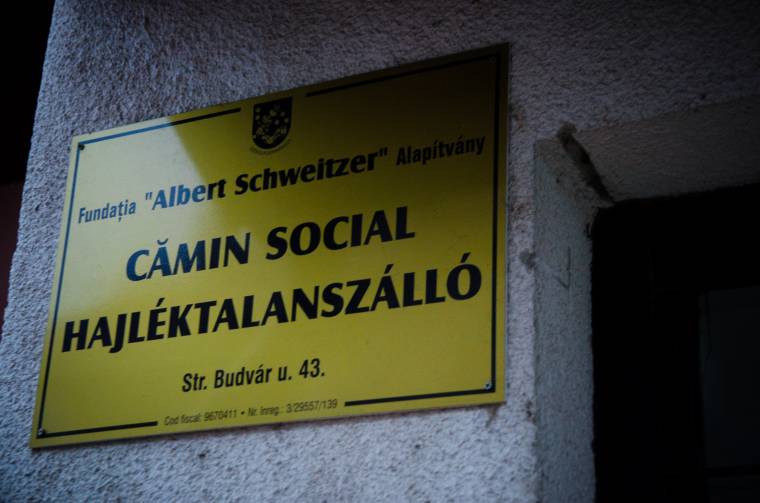 Fundația "Albert Schweitzer" Alapítvány
CĂMIN SOCIAL
HAJLÉKTALANSZÁLLÓ
Str. Budvár u. 43.
Cod fiscal: 9670411 • Nr. înreg.: 3/29557/139